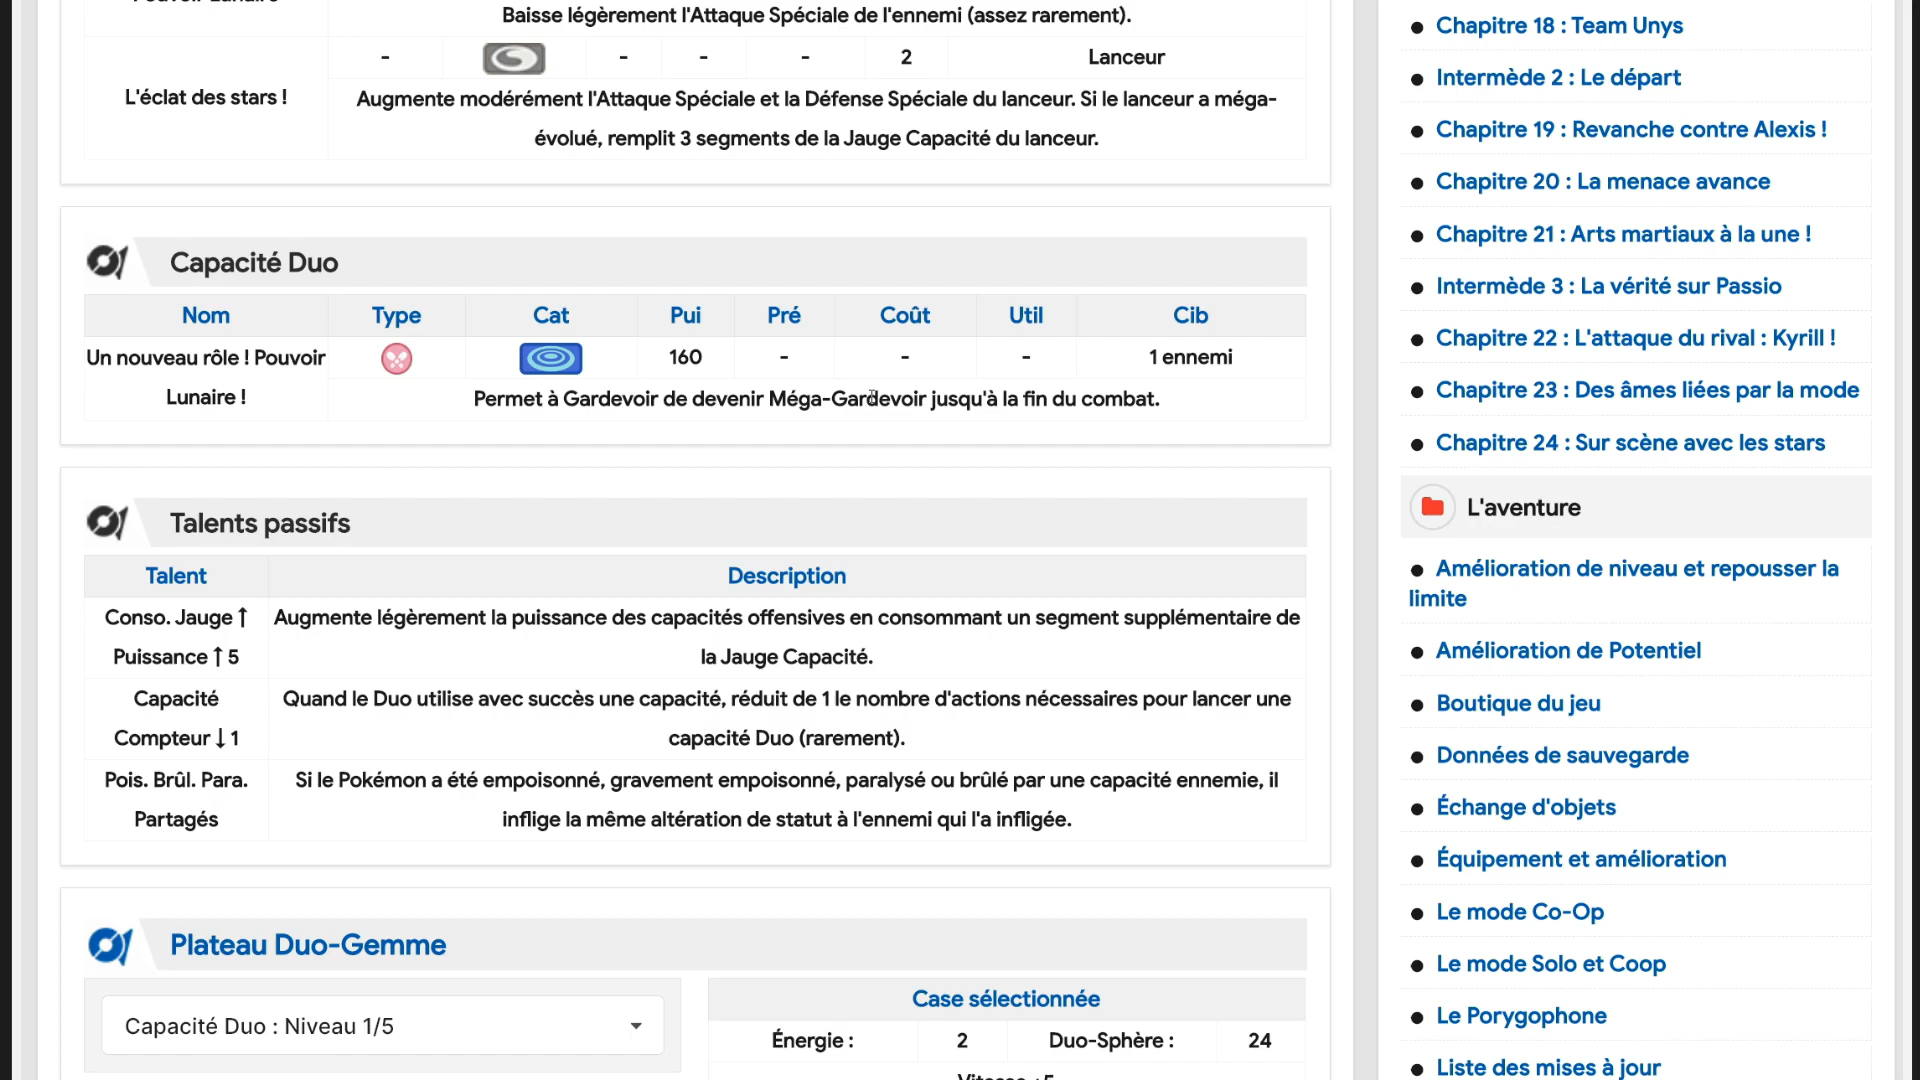 Baisse légèrement l'Attaque Spéciale de l'ennemi (assez rarement).
L'éclat des stars !
- - - - 2 Lanceur
Augmente modérément l'Attaque Spéciale et la Défense Spéciale du lanceur. Si le lanceur a méga-
évolué, remplit 3 segments de la Jauge Capacité du lanceur.
Capacité Duo
Nom Type Cat Pui Pré Coût Util Cib
Un nouveau rôle ! Pouvoir
Lunaire !
160 - - - 1 ennemi
Permet à Gardevoir de devenir Méga-Gardevoir jusqu'à la fin du combat.
Talents passifs
Talent Description
Conso. Jauge ↑
Puissance ↑ 5
Augmente légèrement la puissance des capacités offensives en consommant un segment supplémentaire de
la Jauge Capacité.
Capacité
Compteur ↓ 1
Quand le Duo utilise avec succès une capacité, réduit de 1 le nombre d'actions nécessaires pour lancer une
capacité Duo (rarement).
Pois. Brûl. Para.
Partagés
Si le Pokémon a été empoisonné, gravement empoisonné, paralysé ou brûlé par une capacité ennemie, il
inflige la même altération de statut à l'ennemi qui l'a infligée.
Plateau Duo-Gemme
Capacité Duo : Niveau 1/5
Case sélectionnée
Énergie : 2 Duo-Sphère : 24
Chapitre 18 : Team Unys
Intermède 2 : Le départ
Chapitre 19 : Revanche contre Alexis !
Chapitre 20 : La menace avance
Chapitre 21 : Arts martiaux à la une !
Intermède 3 : La vérité sur Passio
Chapitre 22 : L'attaque du rival : Kyrill !
Chapitre 23 : Des âmes liées par la mode
Chapitre 24 : Sur scène avec les stars
L'aventure
Amélioration de niveau et repousser la
limite
Amélioration de Potentiel
Boutique du jeu
Données de sauvegarde
Échange d'objets
Équipement et amélioration
Le mode Co-Op
Le mode Solo et Coop
Le Porygophone
Liste des mises à jour